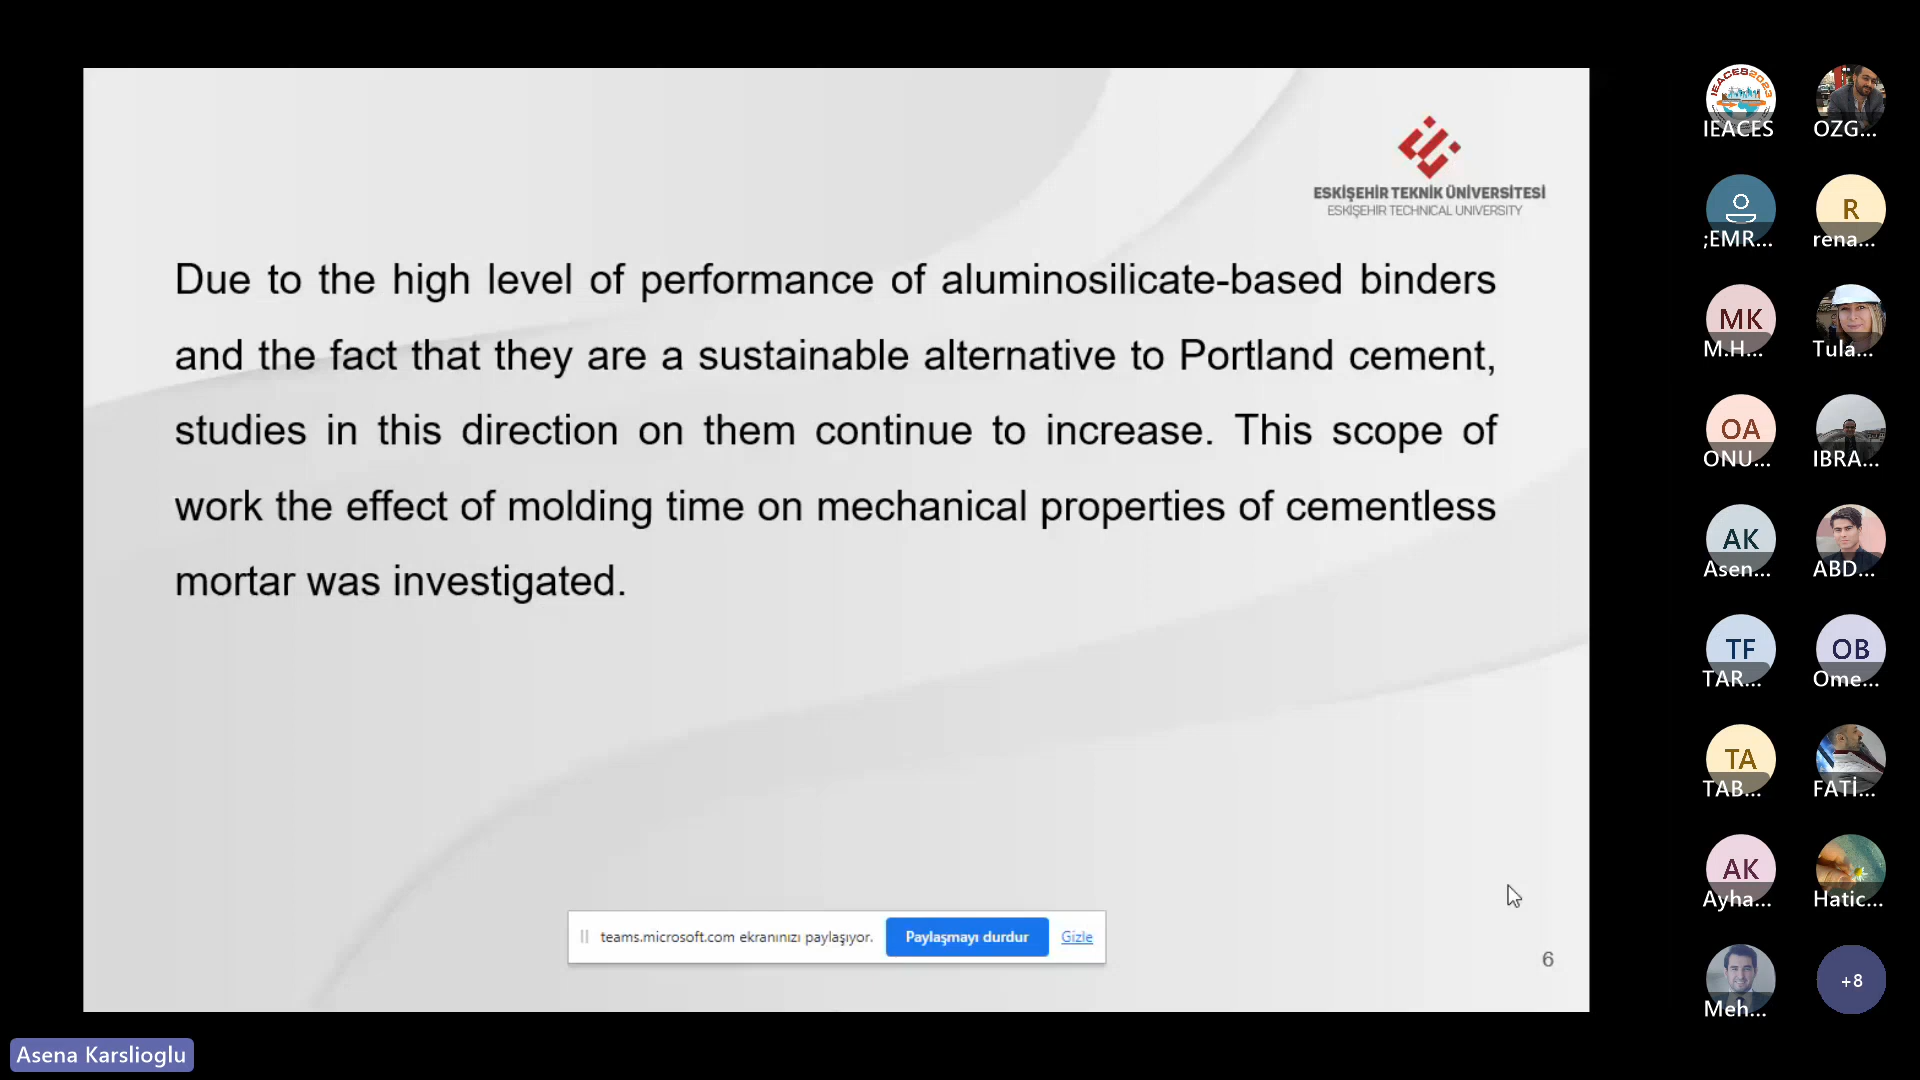 ESKİŞEHİR TEKNİK ÜNİVERSİTESİ
ESKİŞEHİR TECHNICAL UNIVERSITY
Due to the high level of performance of aluminosilicate-based binders
and the fact that they are a sustainable alternative to Portland cement,
studies in this direction on them continue to increase. This scope of
work the effect of molding time on mechanical properties of cementless
mortar was investigated.
teams.microsoft.com ekranınızı paylaşıyor. Paylaşmayı durdur Gizle
6
Asena Karslioglu
IEACES2023
IEACES
OZG...
;EMR...
R
rena...
MK
M.H...
Tula...
OA
ONU...
IBRA...
AK
Asen...
ABD...
TF
TAR...
OB
Ome...
TA
TAB...
FATİ...
AK
Ayha...
Hatic...
Meh...
+8